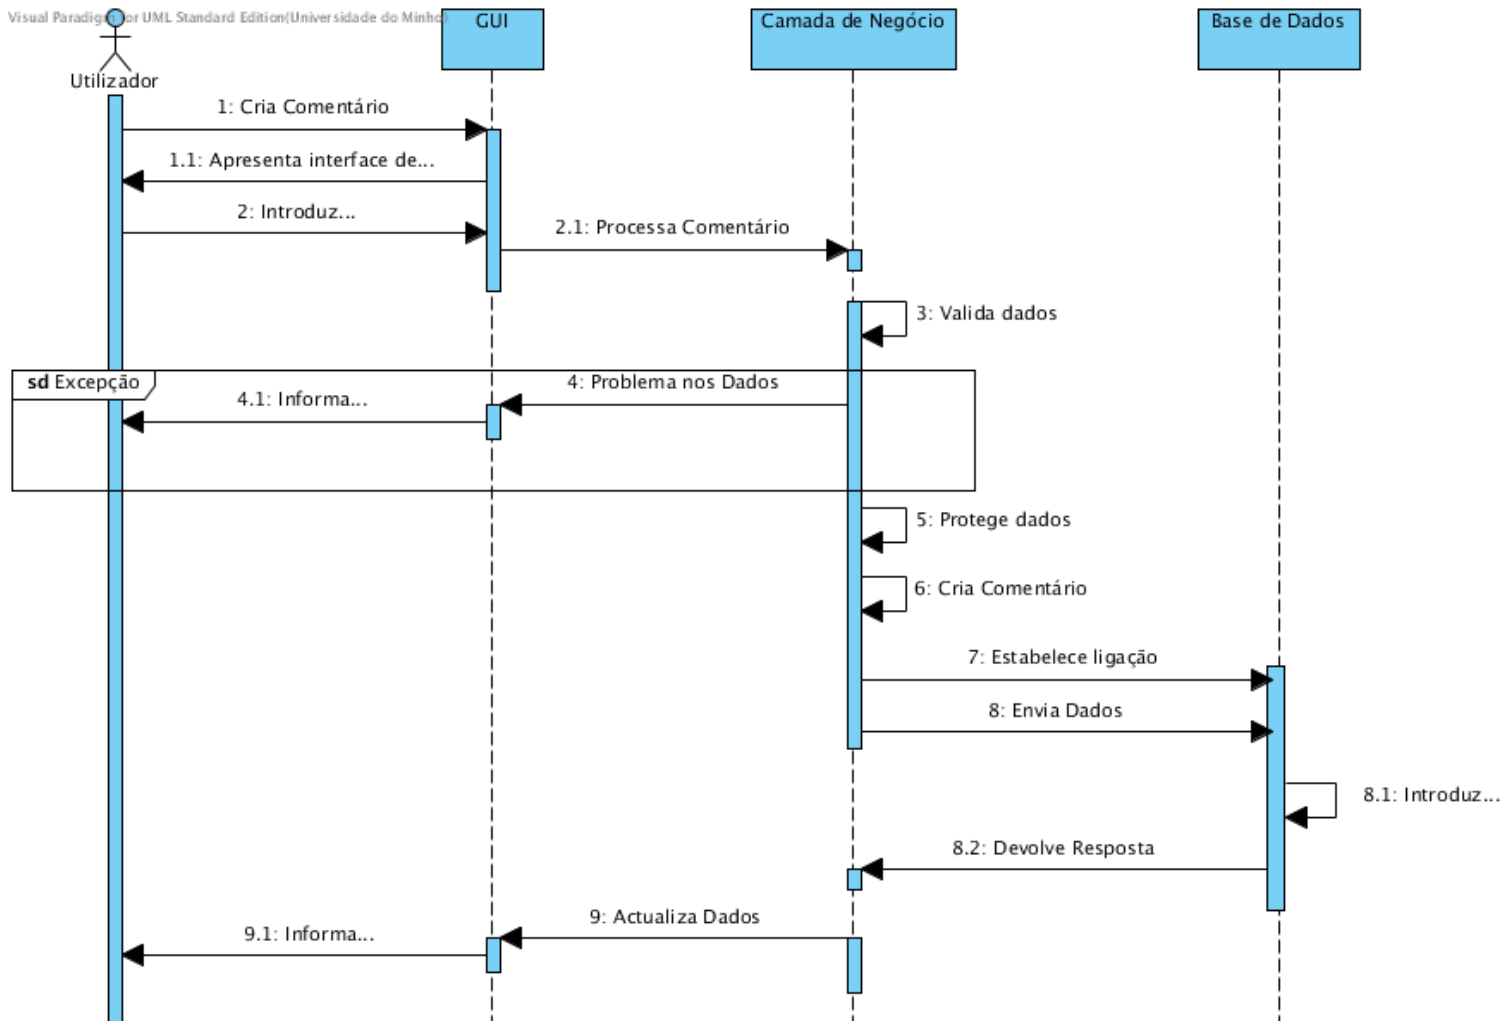 Visual Paradigm for UML Standard Edition(Universidade do Minho)
GUI
Camada de Negócio
Base de Dados
Utilizador
1: Cria Comentário
1.1: Apresenta interface de...
2: Introduz...
2.1: Processa Comentário
3: Valida dados
sd Excepção
4: Problema nos Dados
4.1: Informa...
5: Protege dados
6: Cria Comentário
7: Estabelece ligação
8: Envia Dados
8.1: Introduz...
8.2: Devolve Resposta
9: Actualiza Dados
9.1: Informa...